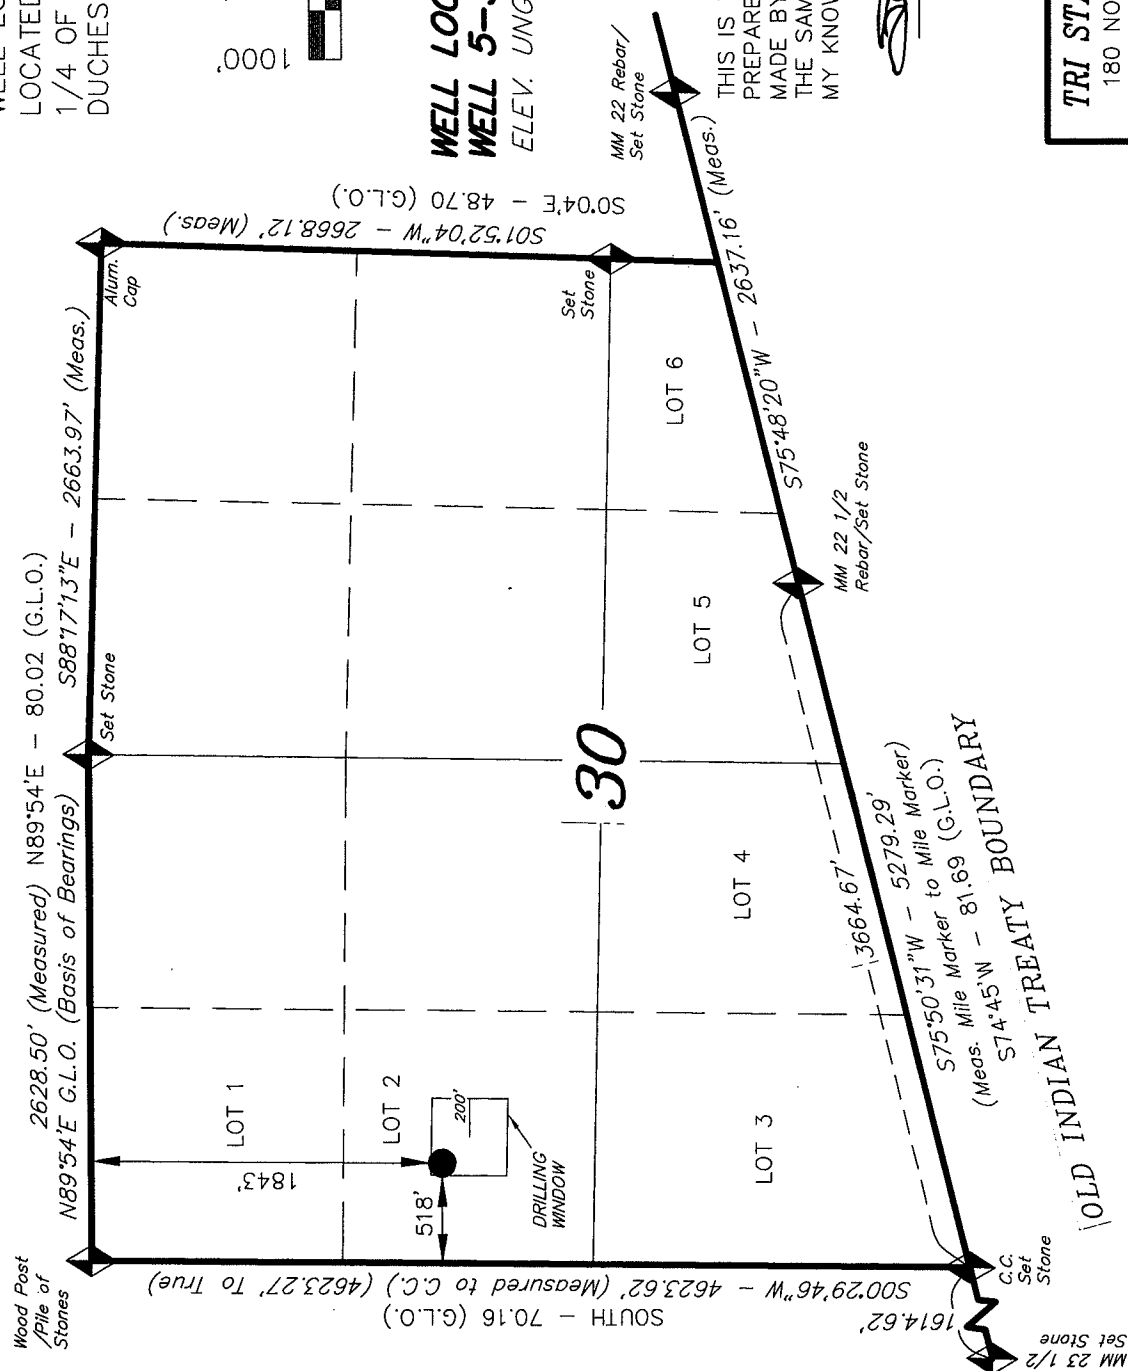 WELL LO
LOCATED
1/4 OF
DUCHES
1000'
WELL LOC
WELL 5-
ELEV. UNG
THIS IS
PREPARE
MADE BY
THE SAM
MY KNOW
TRI STA
180 NO
Wood Post
/Pile of
Stones
2628.50' (Measured) N89°54'E - 80.02 (G.L.O.)
N89°54'E G.L.O. (Basis of Bearings)
S88°17'13"E - 2663.97' (Meas.)
Set Stone
Alum.
Cap
S01°52'04"W - 2668.12' (Meas.)
S0°04'E - 48.70 (G.L.O.)
MM 22 Rebar/
Set Stone
Set
Stone
LOT 1
1843'
LOT 2
200'
518'
DRILLING
WINDOW
30
LOT 6
LOT 5
LOT 4
LOT 3
S75°48'20"W - 2637.16' (Meas.)
MM 22 1/2
Rebar/Set Stone
3664.67'
S75°50'31"W - 5279.29'
(Meas. Mile Marker to Mile Marker)
S74°45'W - 81.69 (G.L.O.)
OLD INDIAN TREATY BOUNDARY
S00°29'46"W - 4623.62' (Measured to C.C.) (4623.27' To True)
SOUTH - 70.16 (G.L.O.)
C.C.
Set
Stone
1614.62'
MM 23 1/2
Set Stone